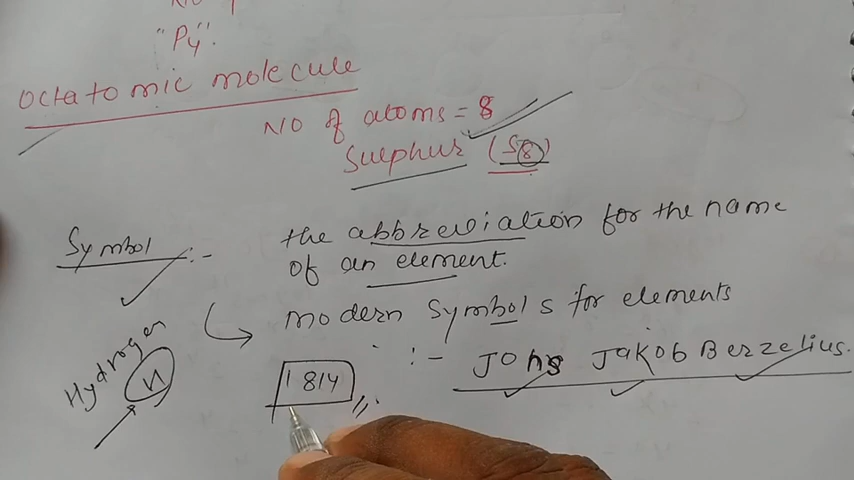 "P4".
Octatomic molecule
NO of atoms = 8
Sulphur (S8)
Symbol :- the abbreviation for the name
of an element.
modern symbols for elements
:- Johns Jakob Berzelius.
Hydrogen
H
1814